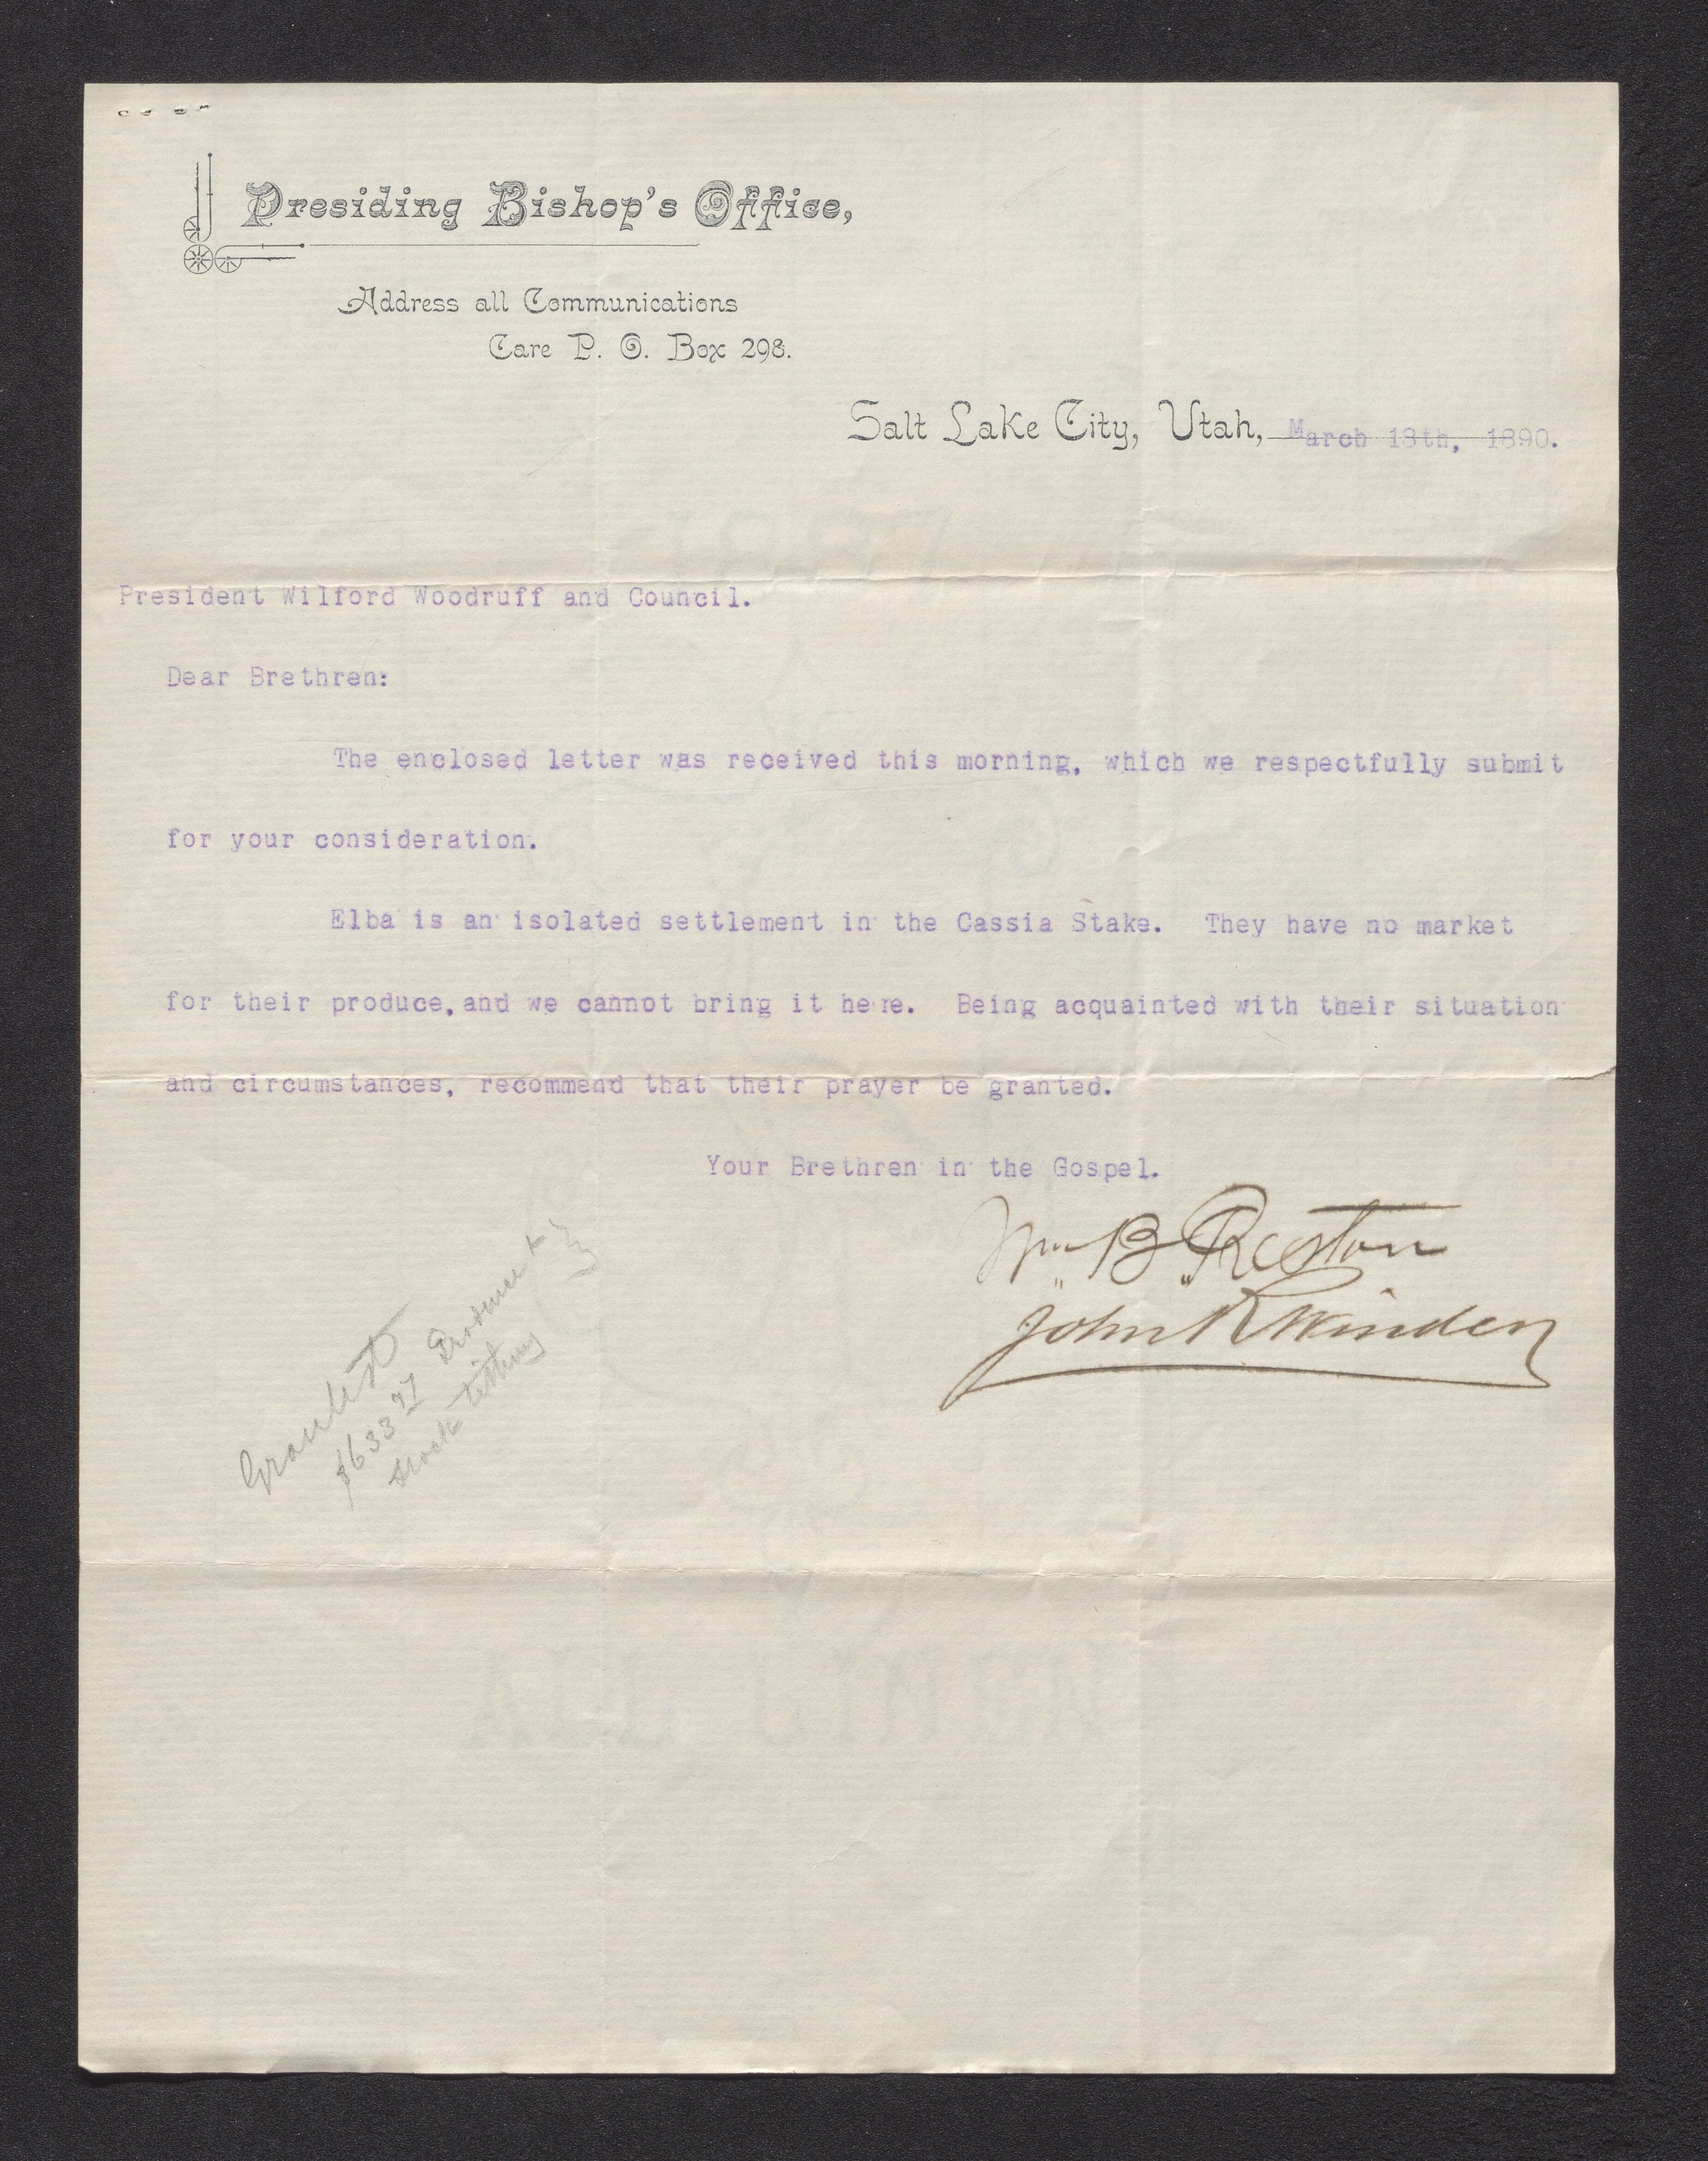 Presiding Bishop's Office,
Address all Communications
Care P. O. Box 298.
Salt Lake City, Utah, March 18th, 1890.
President Wilford Woodruff and Council.
Dear Brethren:
The enclosed letter was received this morning, which we respectfully submit
for your consideration.
Elba is an isolated settlement in the Cassia Stake. They have no market
for their produce, and we cannot bring it here. Being acquainted with their situation
and circumstances, recommend that their prayer be granted.
Your Brethren in the Gospel.
Wm. B. Preston
John R Winder
Granted
$633 27 Produce &
Stock tithing